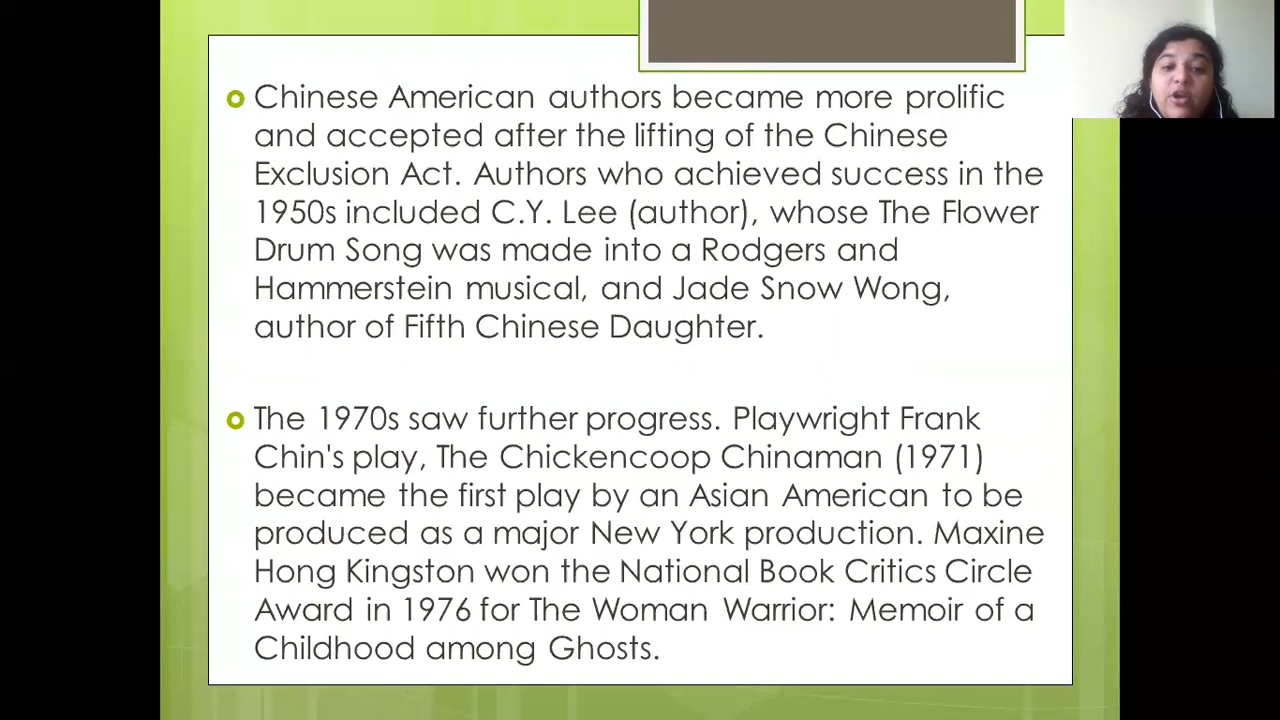 Chinese American authors became more prolific
and accepted after the lifting of the Chinese
Exclusion Act. Authors who achieved success in the
1950s included C.Y. Lee (author), whose The Flower
Drum Song was made into a Rodgers and
Hammerstein musical, and Jade Snow Wong,
author of Fifth Chinese Daughter.
The 1970s saw further progress. Playwright Frank
Chin's play, The Chickencoop Chinaman (1971)
became the first play by an Asian American to be
produced as a major New York production. Maxine
Hong Kingston won the National Book Critics Circle
Award in 1976 for The Woman Warrior: Memoir of a
Childhood among Ghosts.